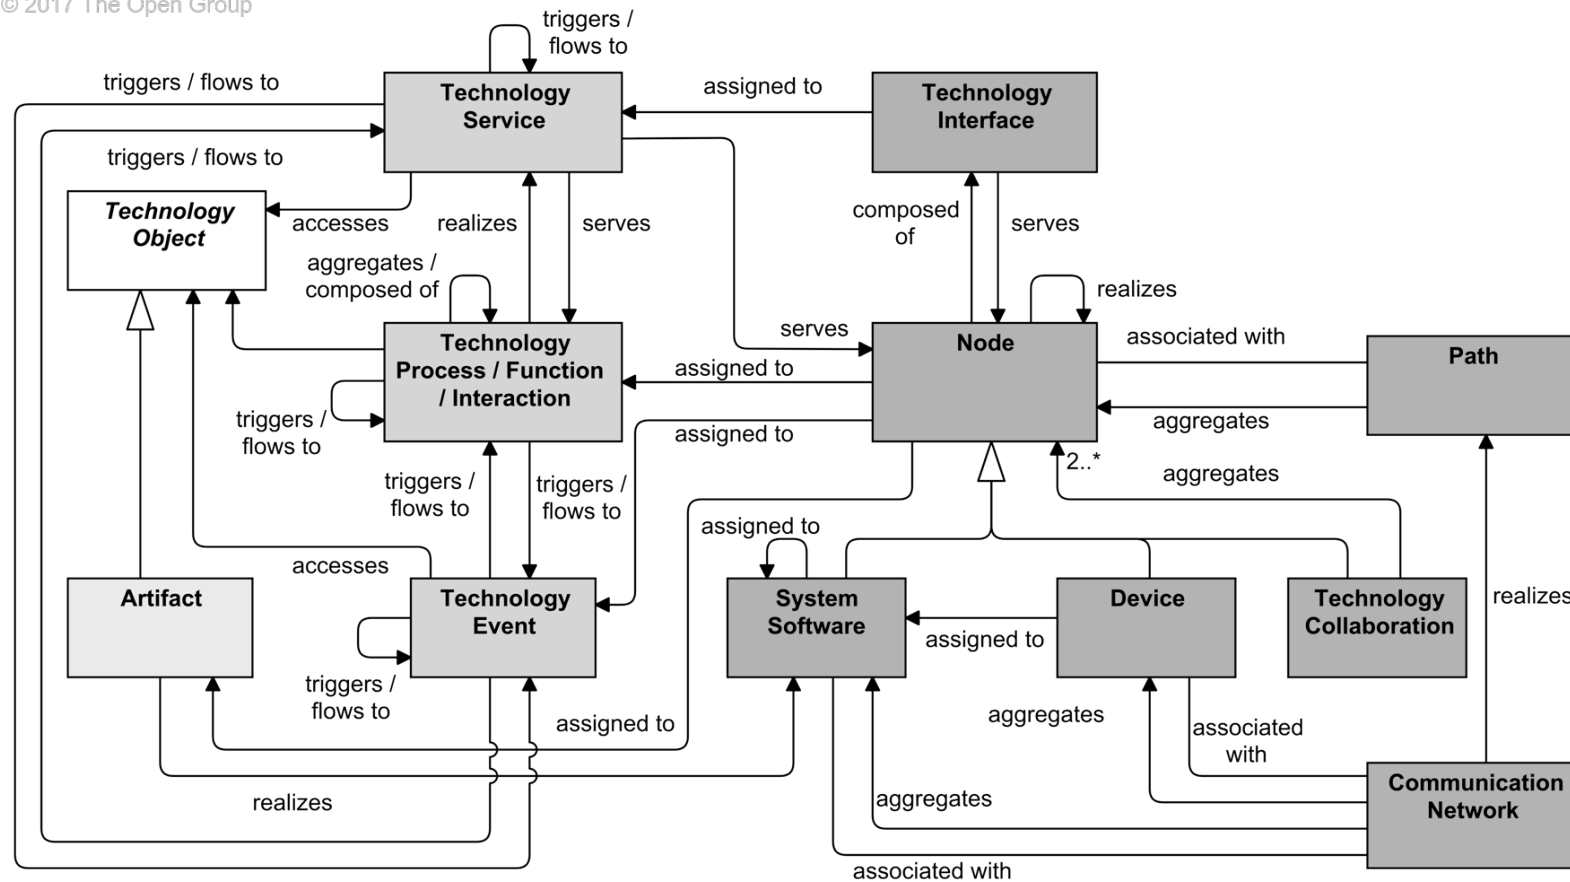 © 2017 The Open Group
triggers /
flows to
triggers / flows to
Technology
Service
assigned to
Technology
Interface
triggers / flows to
Technology
Object
accesses
realizes
serves
composed
of
serves
aggregates /
composed of
realizes
Technology
Process / Function
/ Interaction
serves
Node
associated with
Path
assigned to
triggers /
flows to
assigned to
aggregates
2..*
aggregates
triggers /
flows to
triggers /
flows to
assigned to
accesses
Artifact
Technology
Event
System
Software
Device
Technology
Collaboration
realizes
assigned to
triggers /
flows to
assigned to
aggregates
associated
with
Communication
Network
realizes
aggregates
associated with